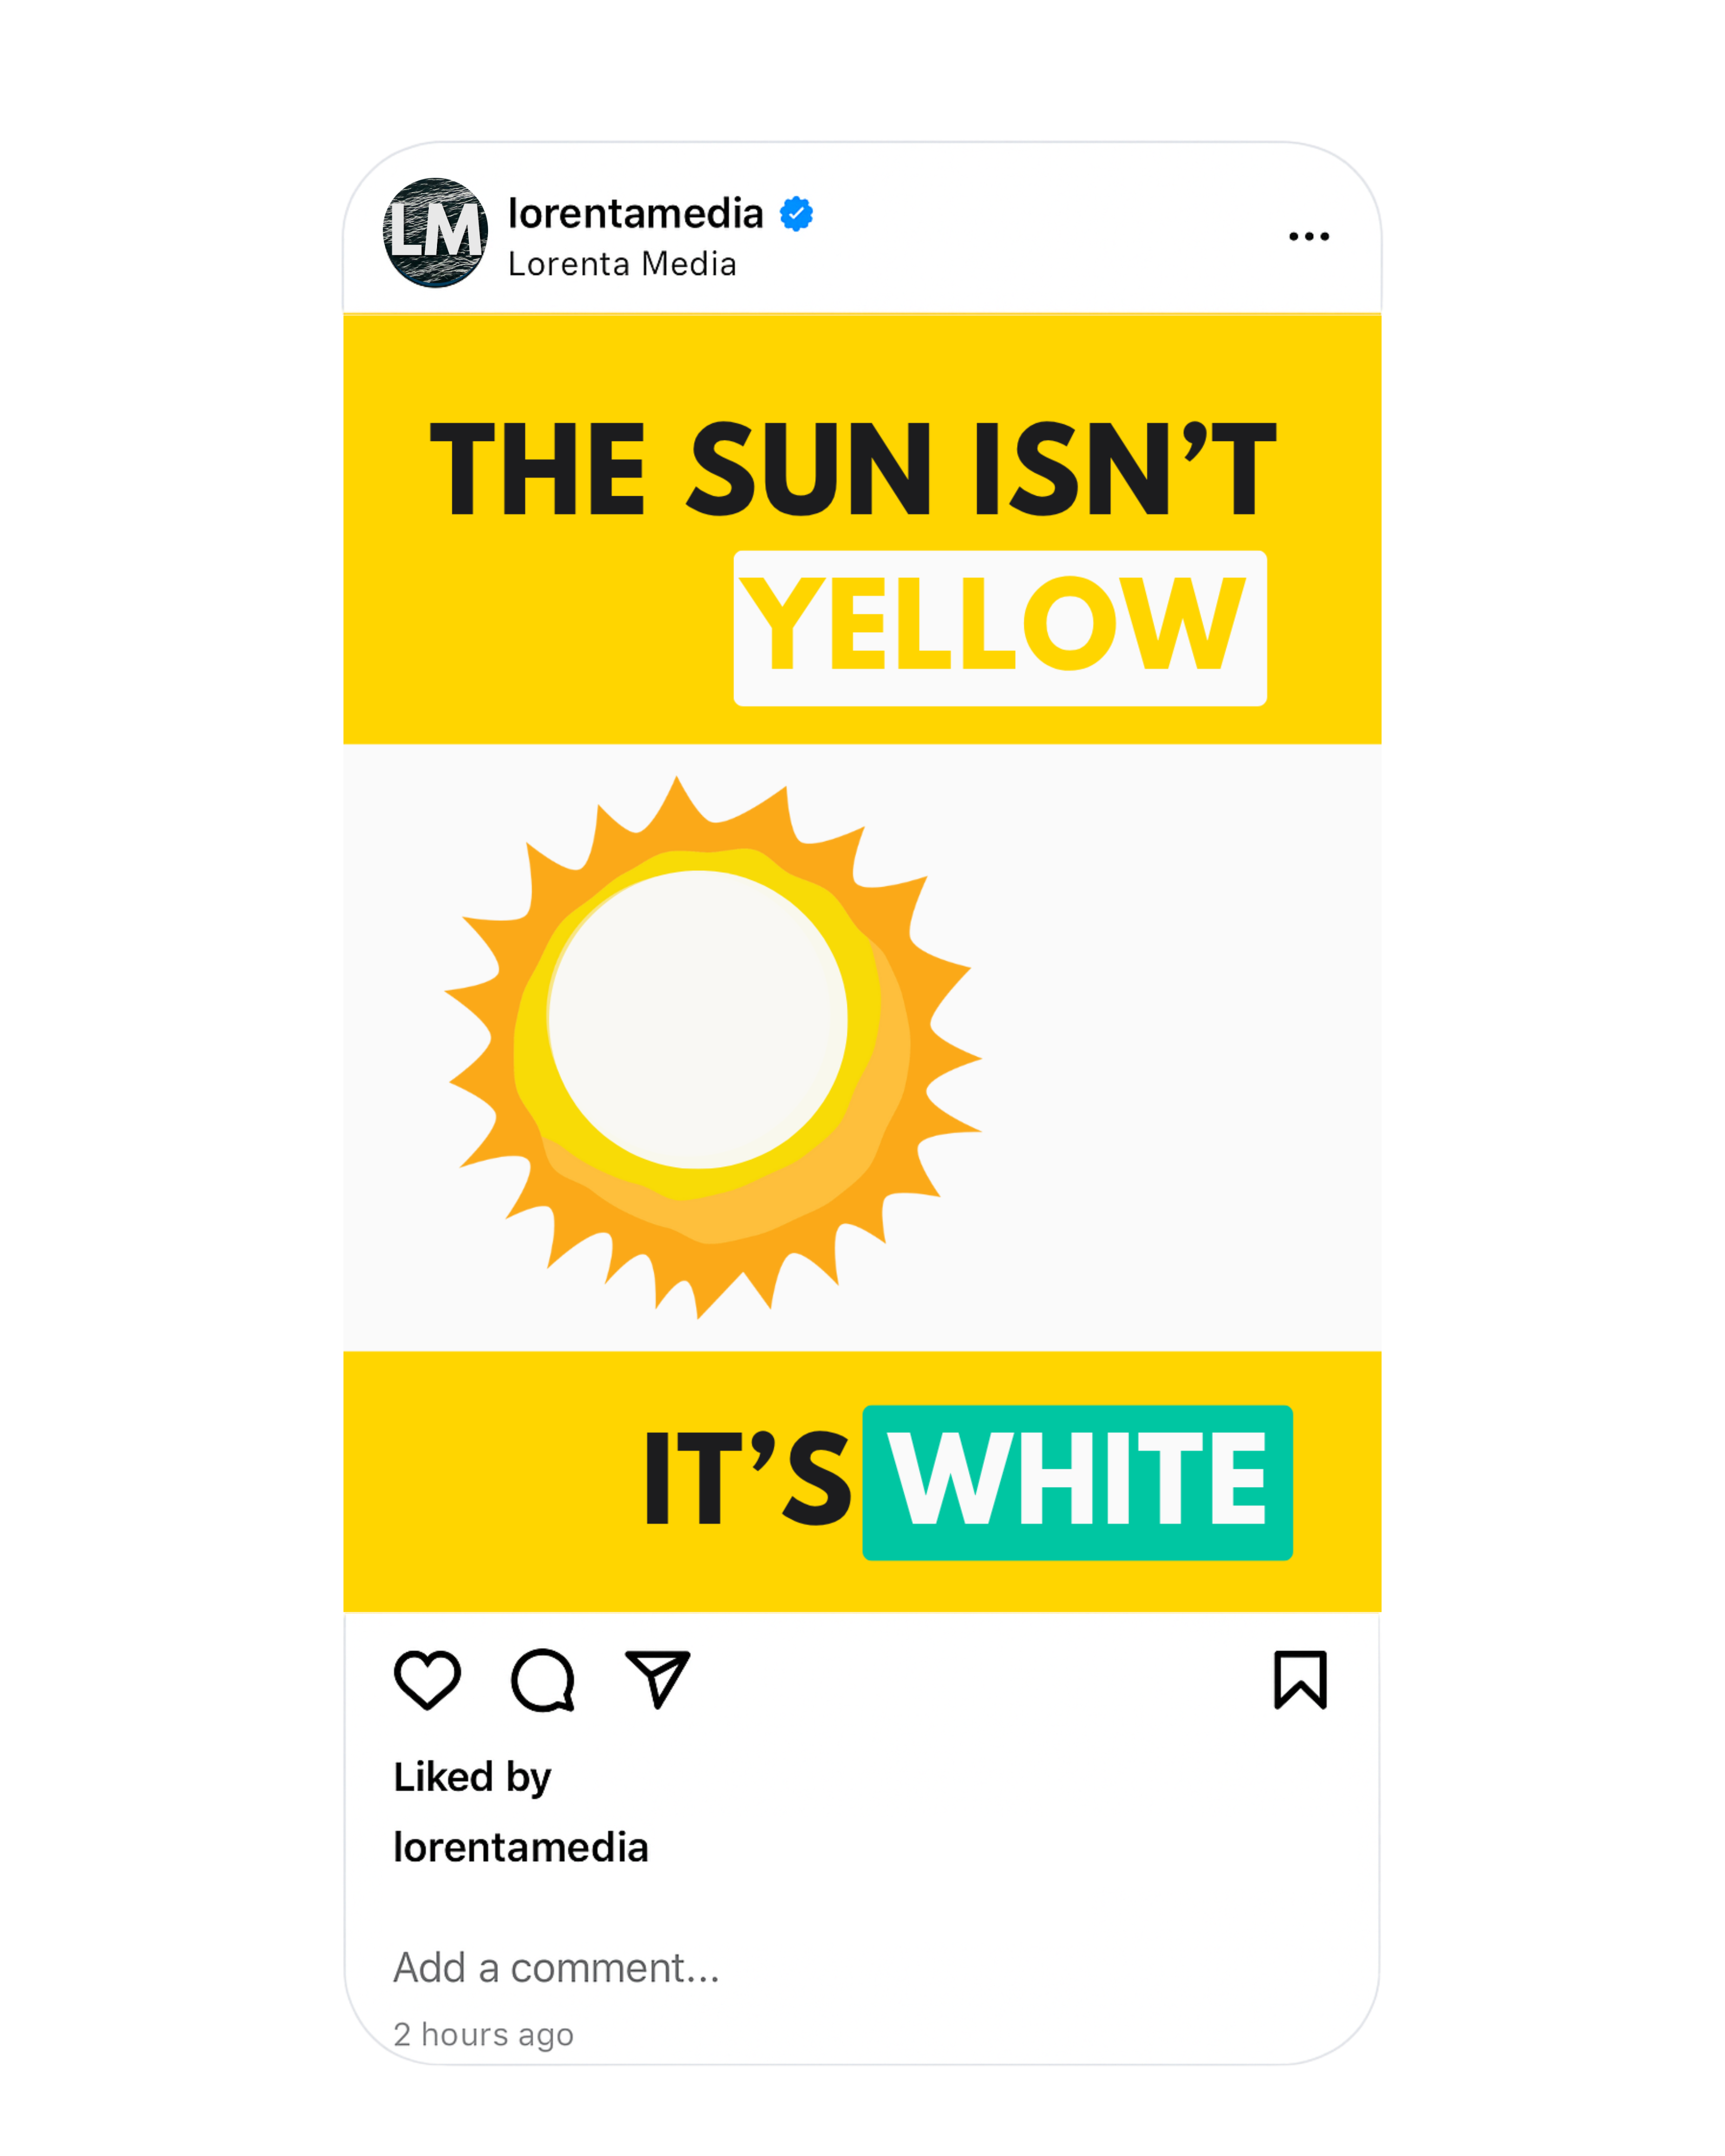 LM
lorentamedia
Lorenta Media
THE SUN ISN’T
YELLOW
IT’S WHITE
Liked by
lorentamedia
Add a comment...
2 hours ago